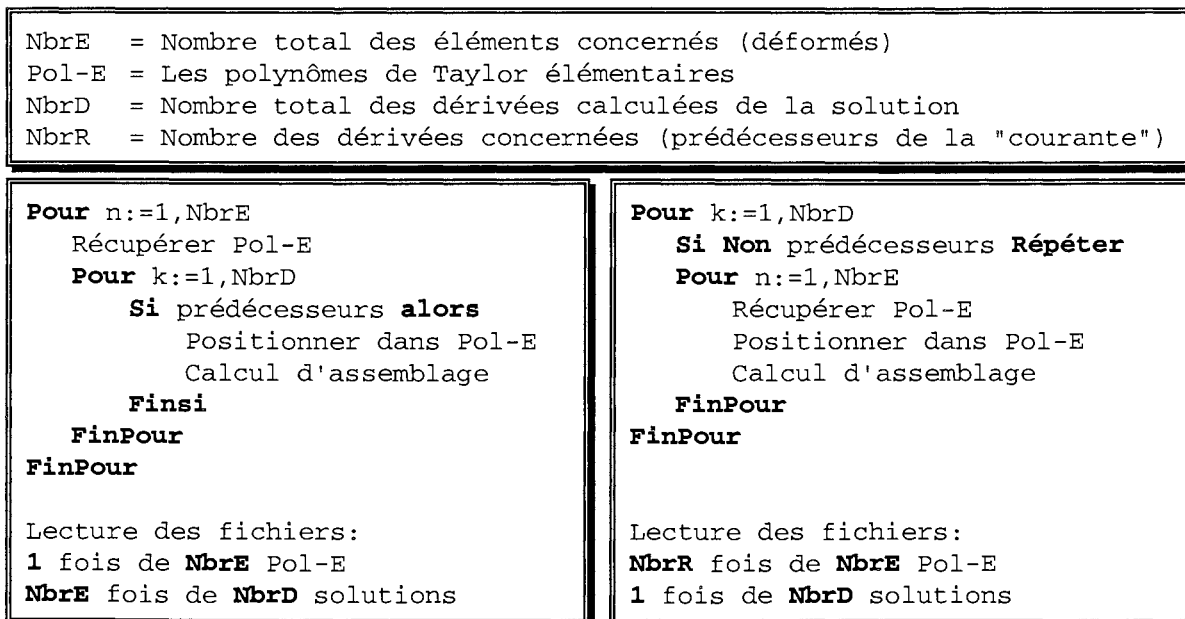 NbrE = Nombre total des éléments concernés (déformés)
Pol-E = Les polynômes de Taylor élémentaires
NbrD = Nombre total des dérivées calculées de la solution
NbrR = Nombre des dérivées concernées (prédécesseurs de la "courante")
Pour n:=1,NbrE
Récupérer Pol-E
Pour k:=1,NbrD
Si prédécesseurs alors
Positionner dans Pol-E
Calcul d'assemblage
Finsi
FinPour
FinPour
Lecture des fichiers:
1 fois de NbrE Pol-E
NbrE fois de NbrD solutions
Pour k:=1,NbrD
Si Non prédécesseurs Répéter
Pour n:=1,NbrE
Récupérer Pol-E
Positionner dans Pol-E
Calcul d'assemblage
FinPour
FinPour
Lecture des fichiers:
NbrR fois de NbrE Pol-E
1 fois de NbrD solutions